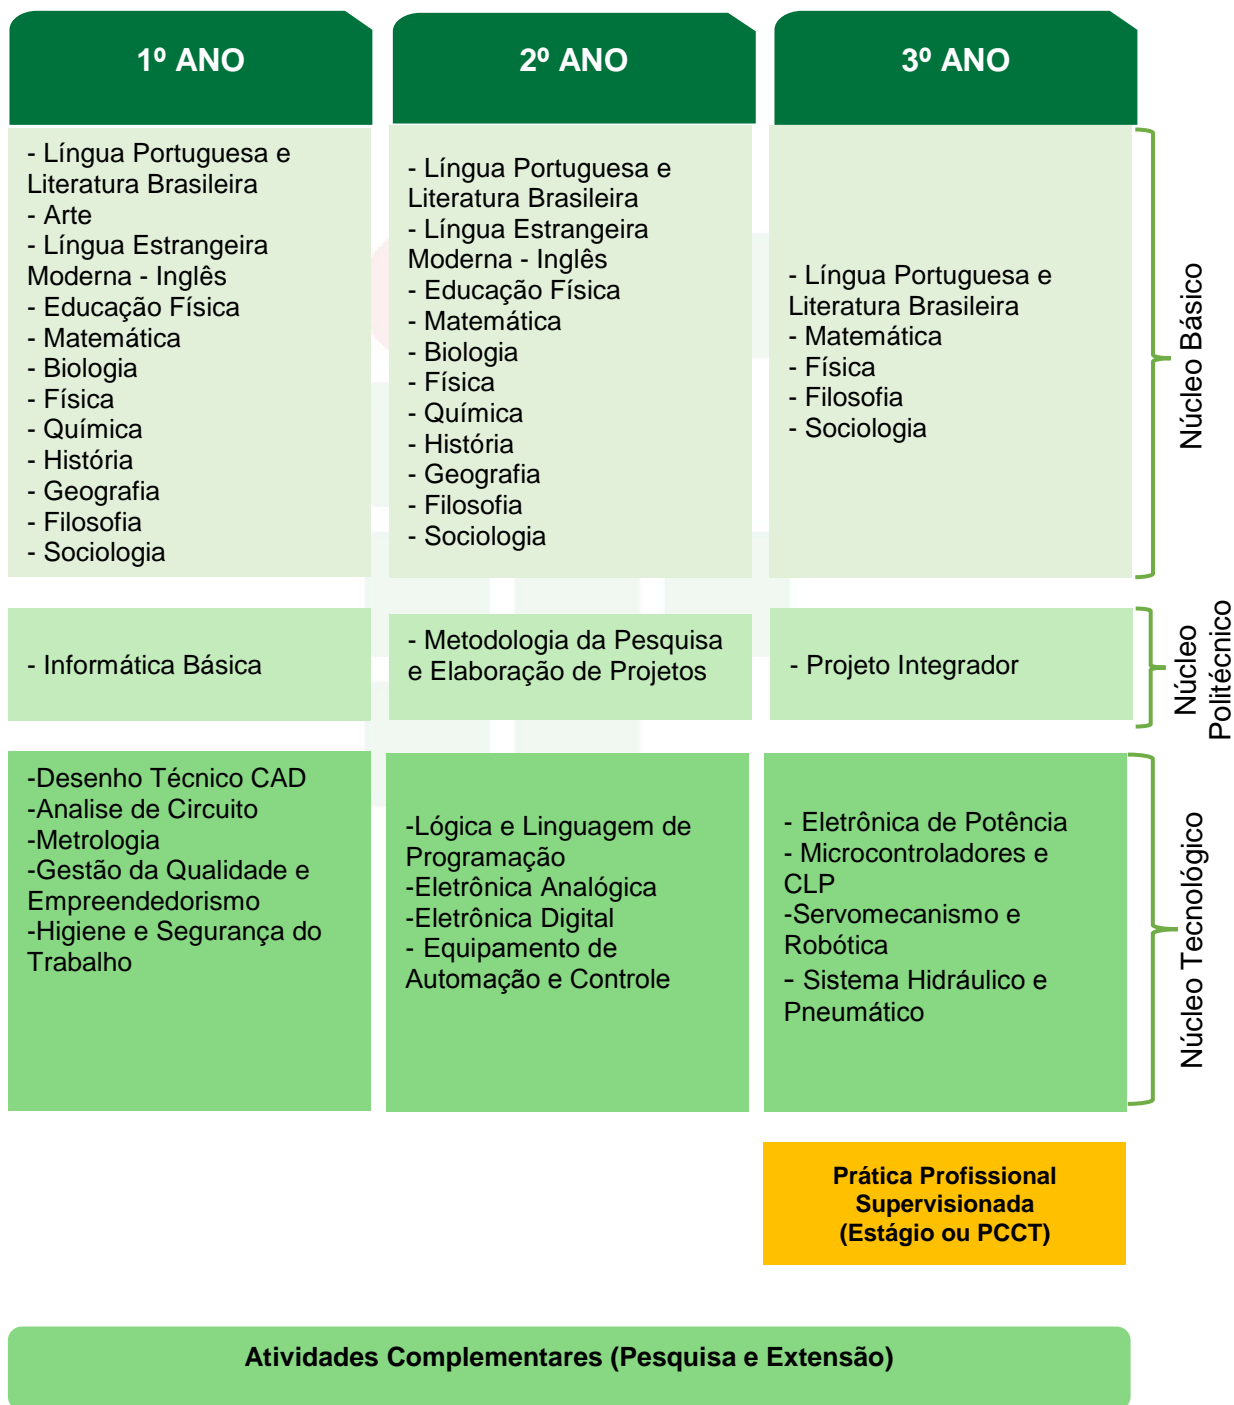 1º ANO
2º ANO
3º ANO
- Língua Portuguesa e
Literatura Brasileira
- Arte
- Língua Estrangeira
Moderna - Inglês
- Educação Física
- Matemática
- Biologia
- Física
- Química
- História
- Geografia
- Filosofia
- Sociologia
- Língua Portuguesa e
Literatura Brasileira
- Língua Estrangeira
Moderna - Inglês
- Educação Física
- Matemática
- Biologia
- Física
- Química
- História
- Geografia
- Filosofia
- Sociologia
- Língua Portuguesa e
Literatura Brasileira
- Matemática
- Física
- Filosofia
- Sociologia
Núcleo Básico
- Informática Básica
- Metodologia da Pesquisa
e Elaboração de Projetos
- Projeto Integrador
Núcleo
Politécnico
-Desenho Técnico CAD
-Analise de Circuito
-Metrologia
-Gestão da Qualidade e
Empreendedorismo
-Higiene e Segurança do
Trabalho
-Lógica e Linguagem de
Programação
-Eletrônica Analógica
-Eletrônica Digital
- Equipamento de
Automação e Controle
- Eletrônica de Potência
- Microcontroladores e
CLP
-Servomecanismo e
Robótica
- Sistema Hidráulico e
Pneumático
Núcleo Tecnológico
Prática Profissional
Supervisionada
(Estágio ou PCCT)
Atividades Complementares (Pesquisa e Extensão)